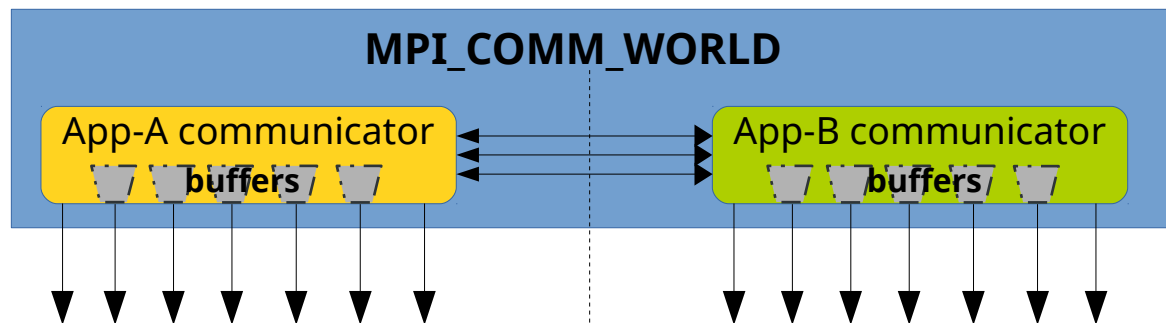 MPI_COMM_WORLD
App-A communicator
buffers
App-B communicator
buffers